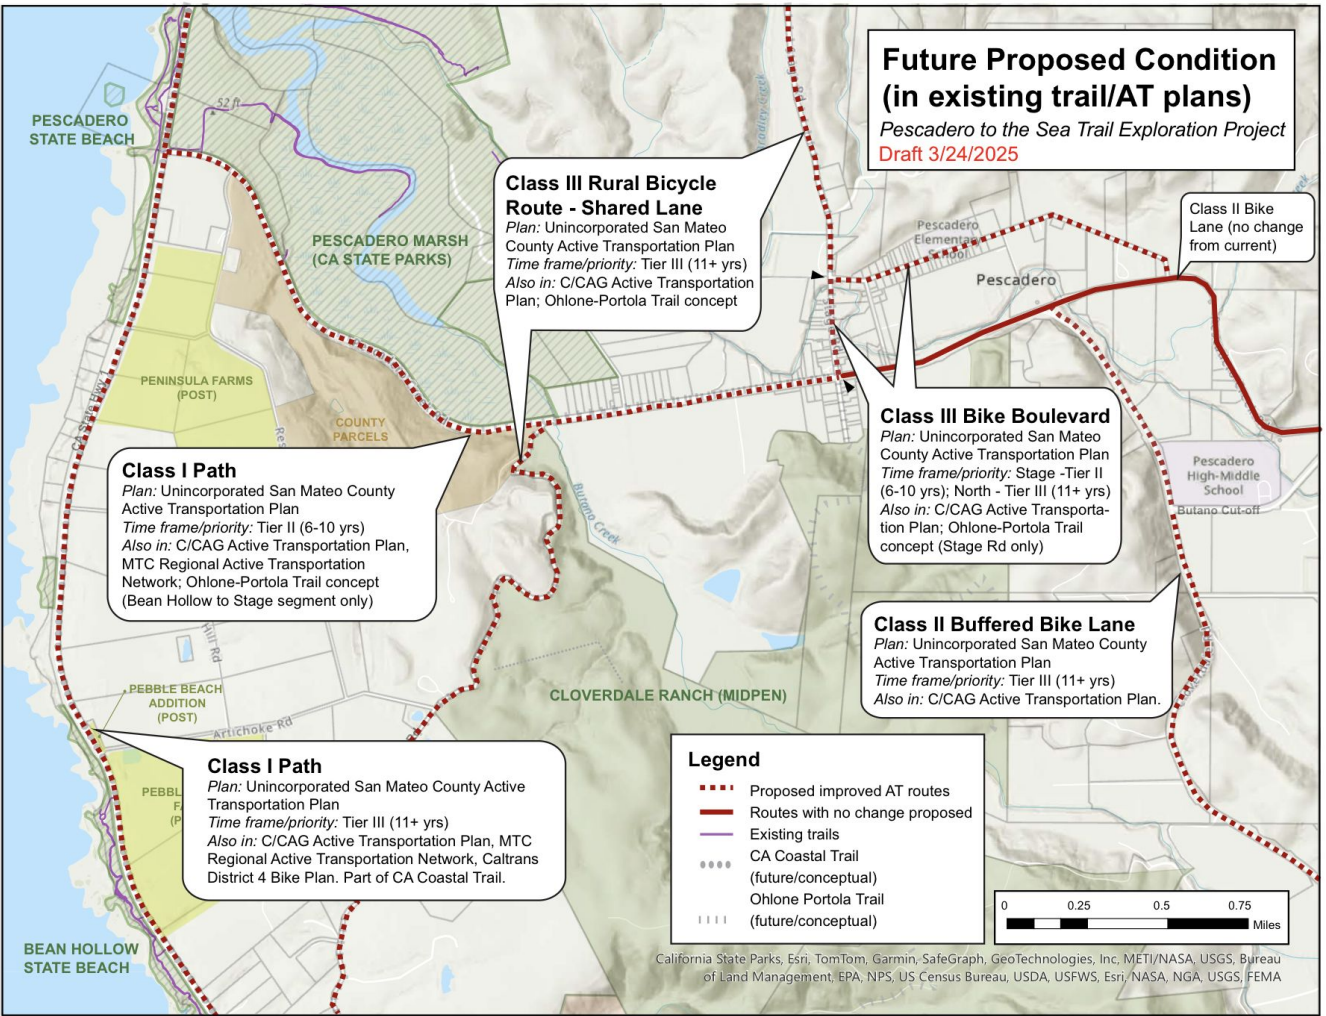 Future Proposed Condition
(in existing trail/AT plans)
Pescadero to the Sea Trail Exploration Project
Draft 3/24/2025
PESCADERO
STATE BEACH
52 ft
PESCADERO MARSH
(CA STATE PARKS)
Class III Rural Bicycle
Route - Shared Lane
Plan: Unincorporated San Mateo
County Active Transportation Plan
Time frame/priority: Tier III (11+ yrs)
Also in: C/CAG Active Transportation
Plan; Ohlone-Portola Trail concept
Rd
Bradley Creek
Creek
Pescadero
Elementary
School
Pescadero
Class II Bike
Lane (no change
from current)
PENINSULA FARMS
(POST)
COUNTY
PARCELS
CA State Hwy 1
Class I Path
Plan: Unincorporated San Mateo County
Active Transportation Plan
Time frame/priority: Tier II (6-10 yrs)
Also in: C/CAG Active Transportation Plan,
MTC Regional Active Transportation
Network; Ohlone-Portola Trail concept
(Bean Hollow to Stage segment only)
Butano Creek
Class III Bike Boulevard
Plan: Unincorporated San Mateo
County Active Transportation Plan
Time frame/priority: Stage -Tier II
(6-10 yrs); North - Tier III (11+ yrs)
Also in: C/CAG Active Transporta-
tion Plan; Ohlone-Portola Trail
concept (Stage Rd only)
Pescadero
High-Middle
School
Butano Cut-off
Class II Buffered Bike Lane
Plan: Unincorporated San Mateo County
Active Transportation Plan
Time frame/priority: Tier III (11+ yrs)
Also in: C/CAG Active Transportation Plan.
Hill Rd
CLOVERDALE RANCH (MIDPEN)
PEBBLE BEACH
ADDITION
(POST)
Artichoke Rd
PEBBL
F
(P
Class I Path
Plan: Unincorporated San Mateo County Active
Transportation Plan
Time frame/priority: Tier III (11+ yrs)
Also in: C/CAG Active Transportation Plan, MTC
Regional Active Transportation Network, Caltrans
District 4 Bike Plan. Part of CA Coastal Trail.
BEAN HOLLOW
STATE BEACH
Legend
Proposed improved AT routes
Routes with no change proposed
Existing trails
CA Coastal Trail
(future/conceptual)
Ohlone Portola Trail
(future/conceptual)
0 0.25 0.5 0.75
Miles
California State Parks, Esri, TomTom, Garmin, SafeGraph, GeoTechnologies, Inc, METI/NASA, USGS, Bureau
of Land Management, EPA, NPS, US Census Bureau, USDA, USFWS, Esri, NASA, NGA, USGS, FEMA